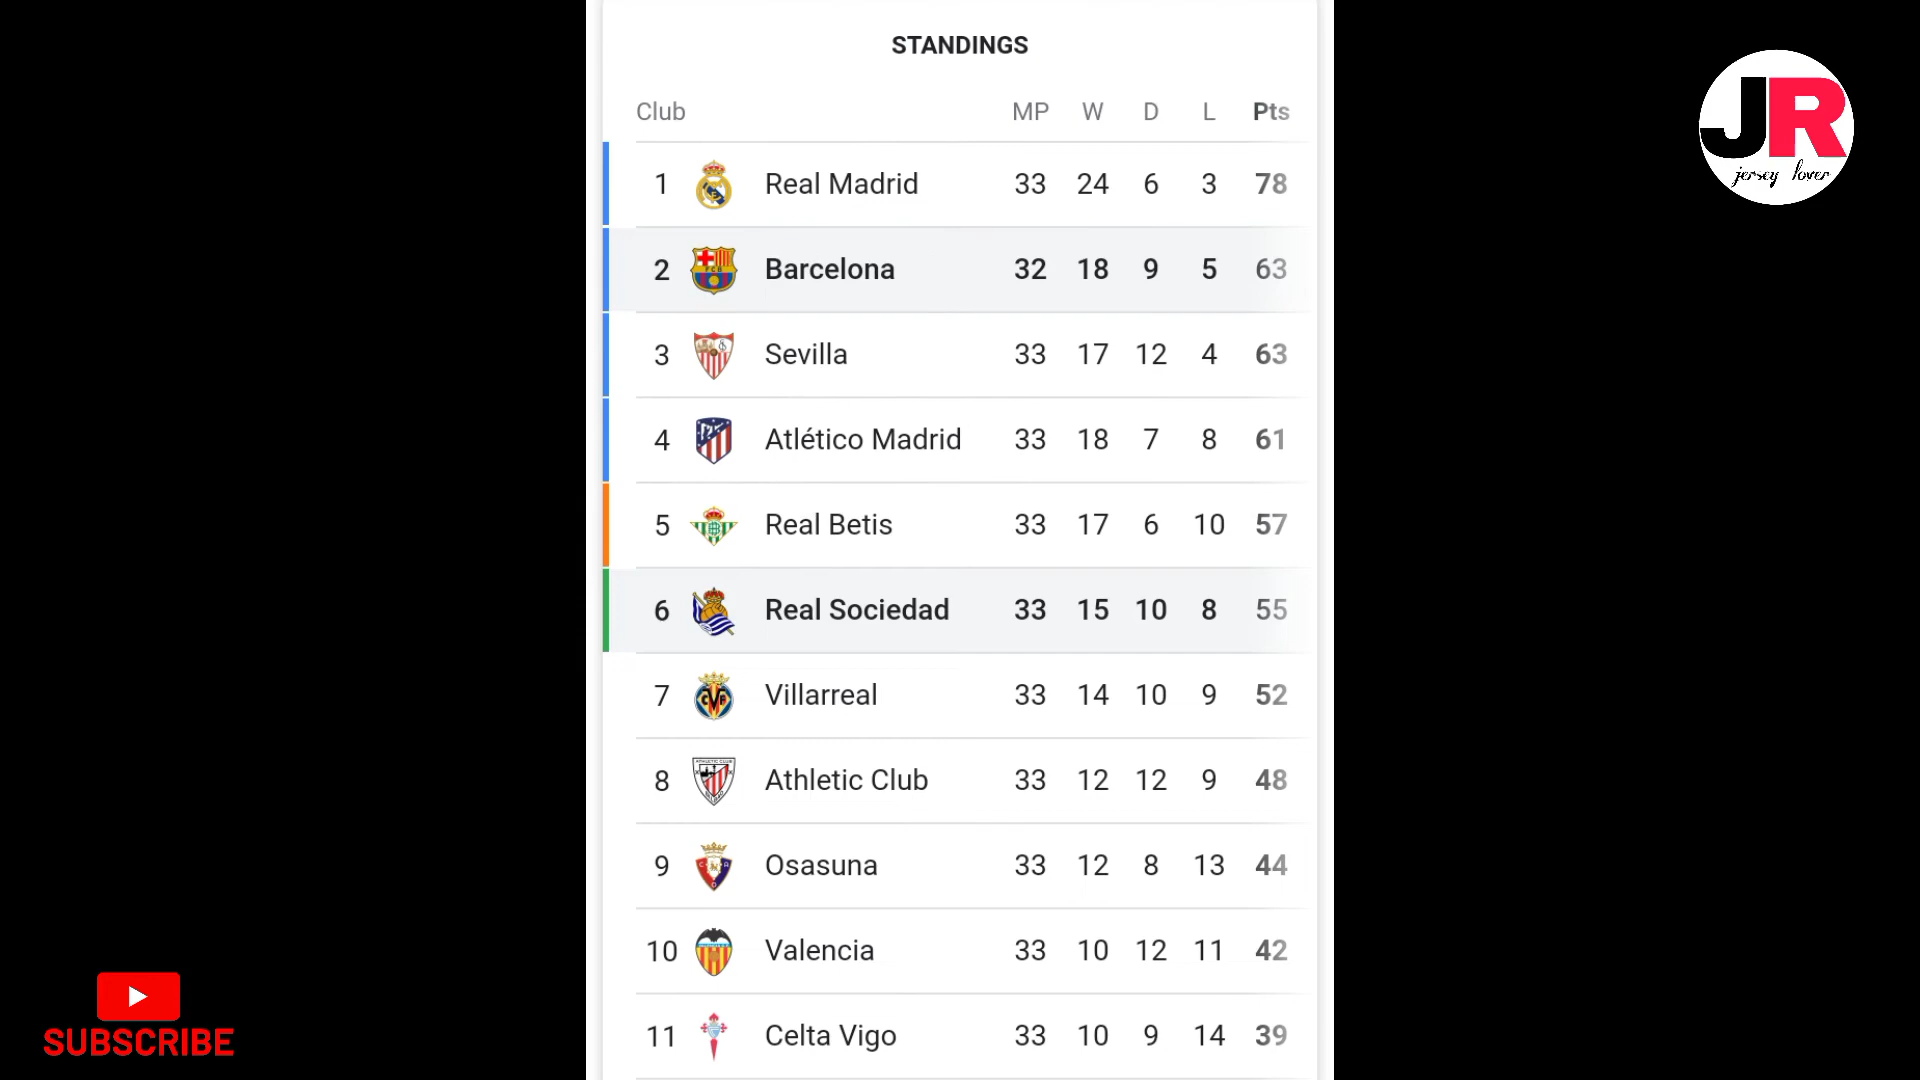 STANDINGS
Club MP W D L Pts
1 Real Madrid 33 24 6 3 78
2 Barcelona 32 18 9 5 63
3 Sevilla 33 17 12 4 63
4 Atlético Madrid 33 18 7 8 61
5 Real Betis 33 17 6 10 57
6 Real Sociedad 33 15 10 8 55
7 Villarreal 33 14 10 9 52
8 Athletic Club 33 12 12 9 48
9 Osasuna 33 12 8 13 44
10 Valencia 33 10 12 11 42
11 Celta Vigo 33 10 9 14 39
JR
jersey lover
SUBSCRIBE